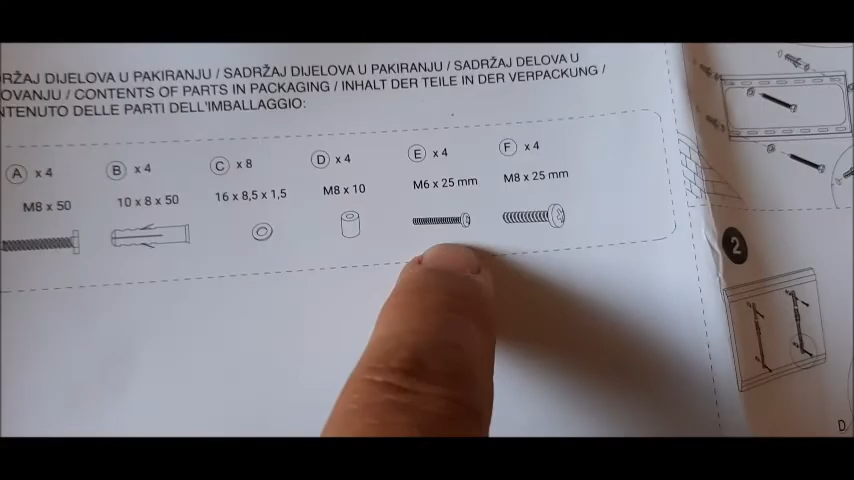 RŽAJ DIJELOVA U PAKIRANJU / SADRŽAJ DIJELOVA U PAKIRANJU / SADRŽAJ DELOVA U
OVANJU / CONTENTS OF PARTS IN PACKAGING / INHALT DER TEILE IN DER VERPACKUNG /
NTENUTO DELLE PARTI DELL'IMBALLAGGIO:
A x 4 B x 4 C x 8 D x 4 E x 4 F x 4
M8 x 50 10 x 8 x 50 16 x 8,5 x 1,5 M8 x 10 M6 x 25 mm M8 x 25 mm
2
D